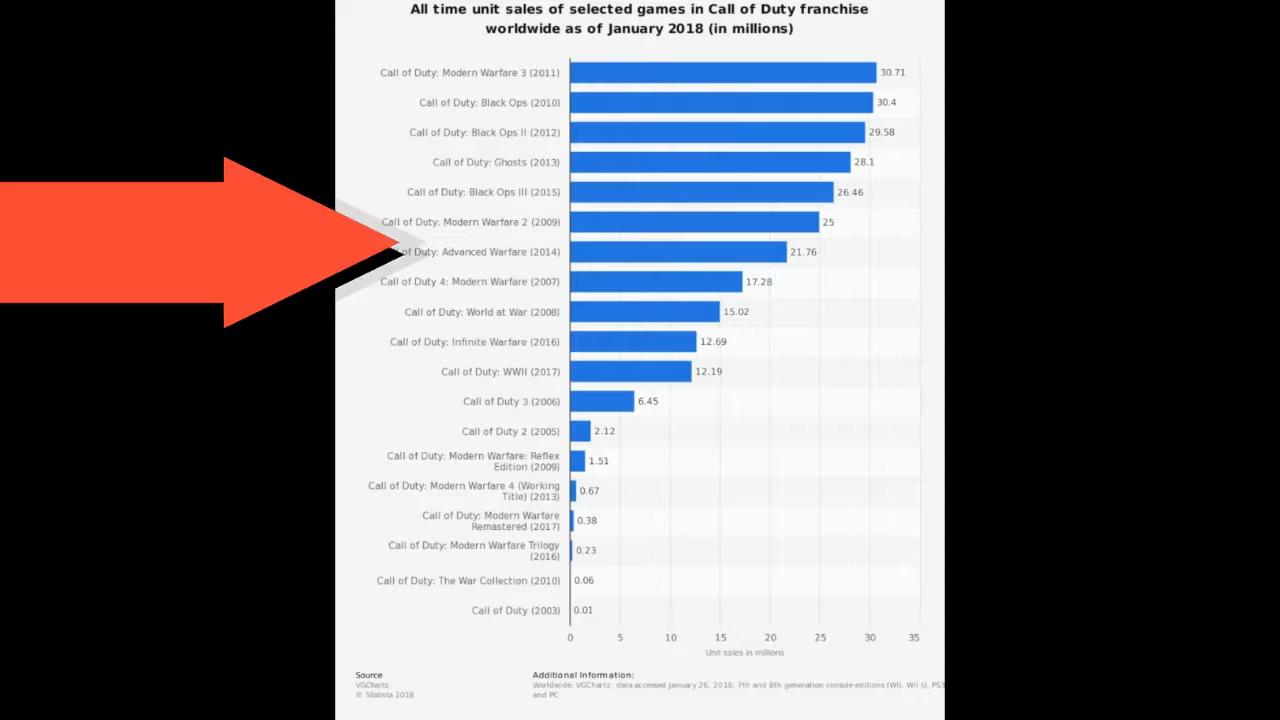 All time unit sales of selected games in Call of Duty franchise
worldwide as of January 2018 (in millions)
Call of Duty: Modern Warfare 3 (2011) 30.71
Call of Duty: Black Ops (2010) 30.4
Call of Duty: Black Ops II (2012) 29.58
Call of Duty: Ghosts (2013) 28.1
Call of Duty: Black Ops III (2015) 26.46
Call of Duty: Modern Warfare 2 (2009) 25
of Duty: Advanced Warfare (2014) 21.76
Call of Duty 4: Modern Warfare (2007) 17.28
Call of Duty: World at War (2008) 15.02
Call of Duty: Infinite Warfare (2016) 12.69
Call of Duty: WWII (2017) 12.19
Call of Duty 3 (2006) 6.45
Call of Duty 2 (2005) 2.12
Call of Duty: Modern Warfare: Reflex
Edition (2009) 1.51
Call of Duty: Modern Warfare 4 (Working
Title) (2013) 0.67
Call of Duty: Modern Warfare
Remastered (2017) 0.38
Call of Duty: Modern Warfare Trilogy
(2016) 0.23
Call of Duty: The War Collection (2010) 0.06
Call of Duty (2003) 0.01
0 5 10 15 20 25 30 35
Unit sales in millions
Source
VGChartz
© Statista 2018
Additional Information:
Worldwide; VGChartz; data accessed January 26, 2018; 7th and 8th generation console editions (Wii, Wii U, PS3
and PC